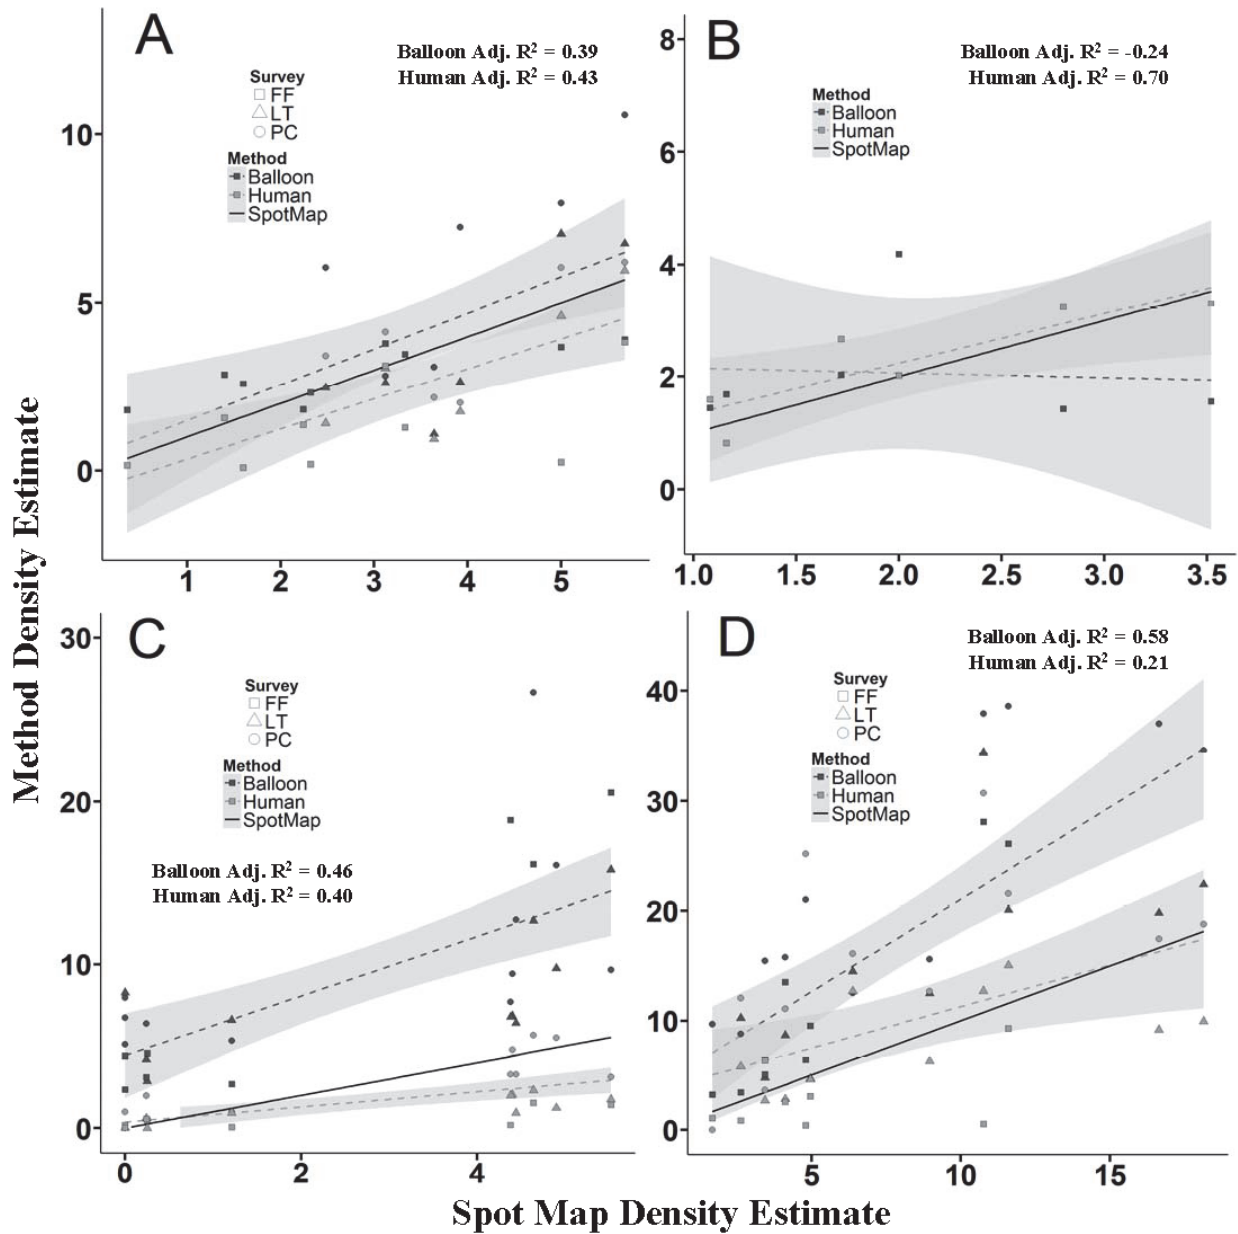 A
Balloon Adj. R² = 0.39
Human Adj. R² = 0.43
Survey
FF
LT
PC
Method
Balloon
Human
SpotMap
10
5
0
1 2 3 4 5
B
Balloon Adj. R² = -0.24
Human Adj. R² = 0.70
Method
Balloon
Human
SpotMap
8
6
4
2
0
1.0 1.5 2.0 2.5 3.0 3.5
C
Survey
FF
LT
PC
Method
Balloon
Human
SpotMap
Balloon Adj. R² = 0.46
Human Adj. R² = 0.40
30
20
10
0
0 2 4
D
Balloon Adj. R² = 0.58
Human Adj. R² = 0.21
Survey
FF
LT
PC
Method
Balloon
Human
SpotMap
40
30
20
10
0
5 10 15
Method Density Estimate
Spot Map Density Estimate